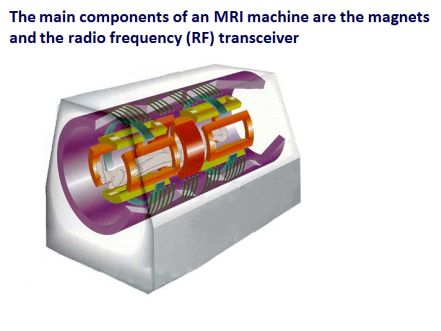 The main components of an MRI machine are the magnets
and the radio frequency (RF) transceiver